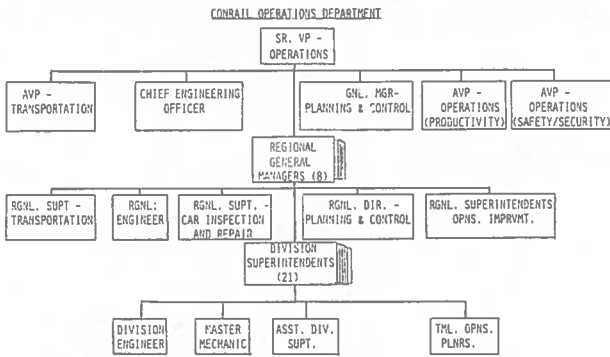 CONRAIL OPERATIONS DEPARTMENT
SR. VP -
OPERATIONS
AVP -
TRANSPORTATION
CHIEF ENGINEERING
OFFICER
GNL. MGR-
PLANNING & CONTROL
AVP -
OPERATIONS
(PRODUCTIVITY)
AVP -
OPERATIONS
(SAFETY/SECURITY)
REGIONAL
GENERAL
MANAGERS (8)
RGNL. SUPT -
TRANSPORTATION
RGNL:
ENGINEER
RGNL. SUPT. -
CAR INSPECTION
AND REPAIR
RGNL. DIR. -
PLANNING & CONTROL
RGNL. SUPERINTENDENTS
OPNS. IMPRVMT.
DIVISION
SUPERINTENDENTS
(21)
DIVISION
ENGINEER
MASTER
MECHANIC
ASST. DIV.
SUPT.
TML. OPNS.
PLNRS.